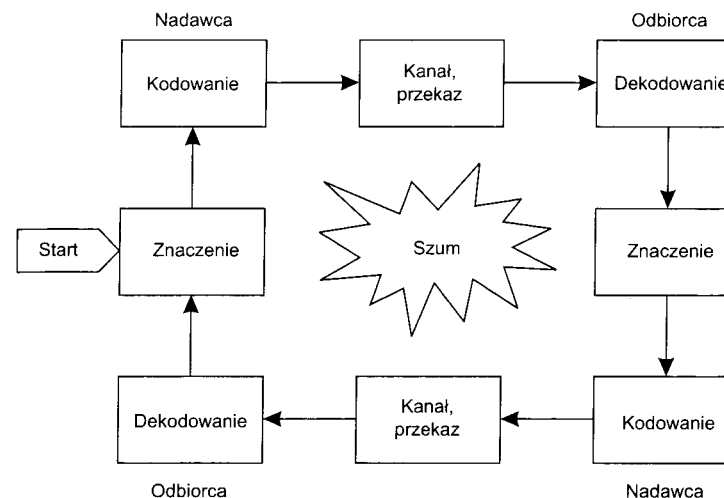 Nadawca
Odbiorca
Kodowanie
Kanał,
przekaz
Dekodowanie
Start
Znaczenie
Szum
Znaczenie
Dekodowanie
Kanał,
przekaz
Kodowanie
Odbiorca
Nadawca